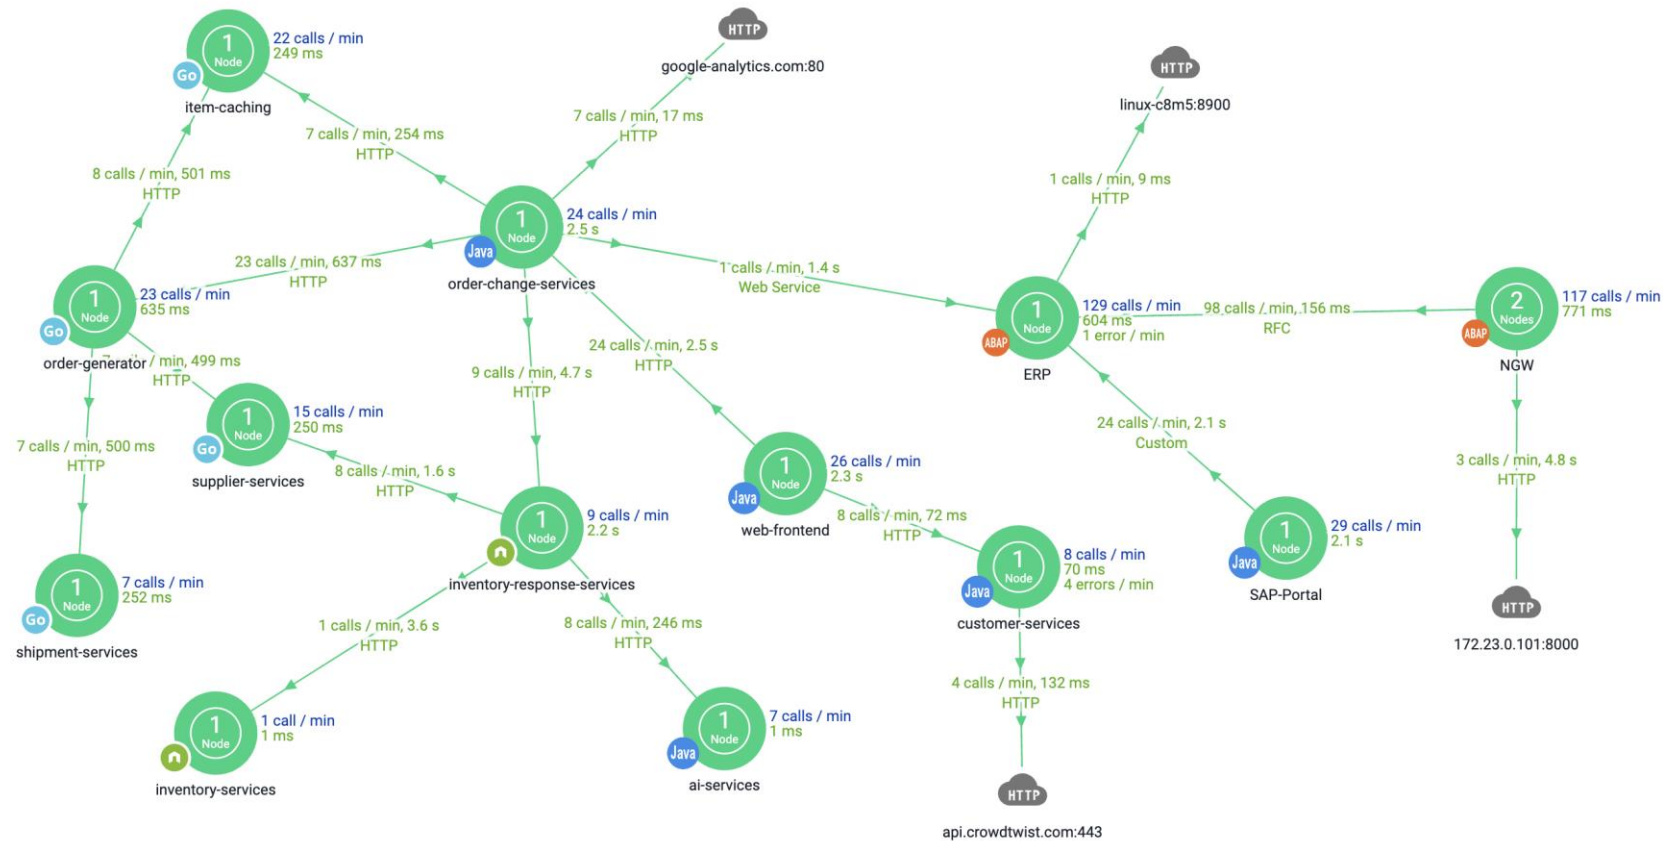 1
Node
Go
22 calls / min
249 ms
item-caching
HTTP
google-analytics.com:80
HTTP
linux-c8m5:8900
7 calls / min, 17 ms
HTTP
7 calls / min, 254 ms
HTTP
8 calls / min, 501 ms
HTTP
1 calls / min, 9 ms
HTTP
1
Node
Java
24 calls / min
2.5 s
order-change-services
23 calls / min, 637 ms
HTTP
1 calls / min, 1.4 s
Web Service
1
Node
Go
23 calls / min
635 ms
order-generator
1
Node
ABAP
129 calls / min
604 ms
1 error / min
ERP
98 calls / min, 156 ms
RFC
2
Nodes
ABAP
117 calls / min
771 ms
NGW
/ min, 499 ms
HTTP
24 calls / min, 2.5 s
HTTP
9 calls / min, 4.7 s
HTTP
1
Node
Go
15 calls / min
250 ms
supplier-services
24 calls / min, 2.1 s
Custom
7 calls / min, 500 ms
HTTP
8 calls / min, 1.6 s
HTTP
1
Node
Java
26 calls / min
2.3 s
web-frontend
3 calls / min, 4.8 s
HTTP
1
Node
9 calls / min
2.2 s
inventory-response-services
8 calls / min, 72 ms
HTTP
1
Node
Java
8 calls / min
70 ms
4 errors / min
customer-services
1
Node
Java
29 calls / min
2.1 s
SAP-Portal
1
Node
Go
7 calls / min
252 ms
shipment-services
HTTP
172.23.0.101:8000
1 calls / min, 3.6 s
HTTP
8 calls / min, 246 ms
HTTP
4 calls / min, 132 ms
HTTP
1
Node
1 call / min
1 ms
inventory-services
1
Node
Java
7 calls / min
1 ms
ai-services
HTTP
api.crowdtwist.com:443